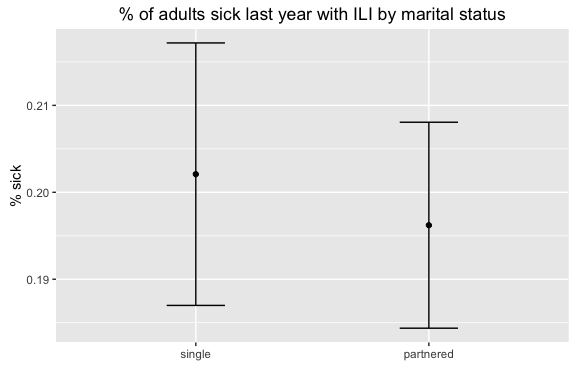 % of adults sick last year with ILI by marital status
% sick
0.21
0.20
0.19
single
partnered